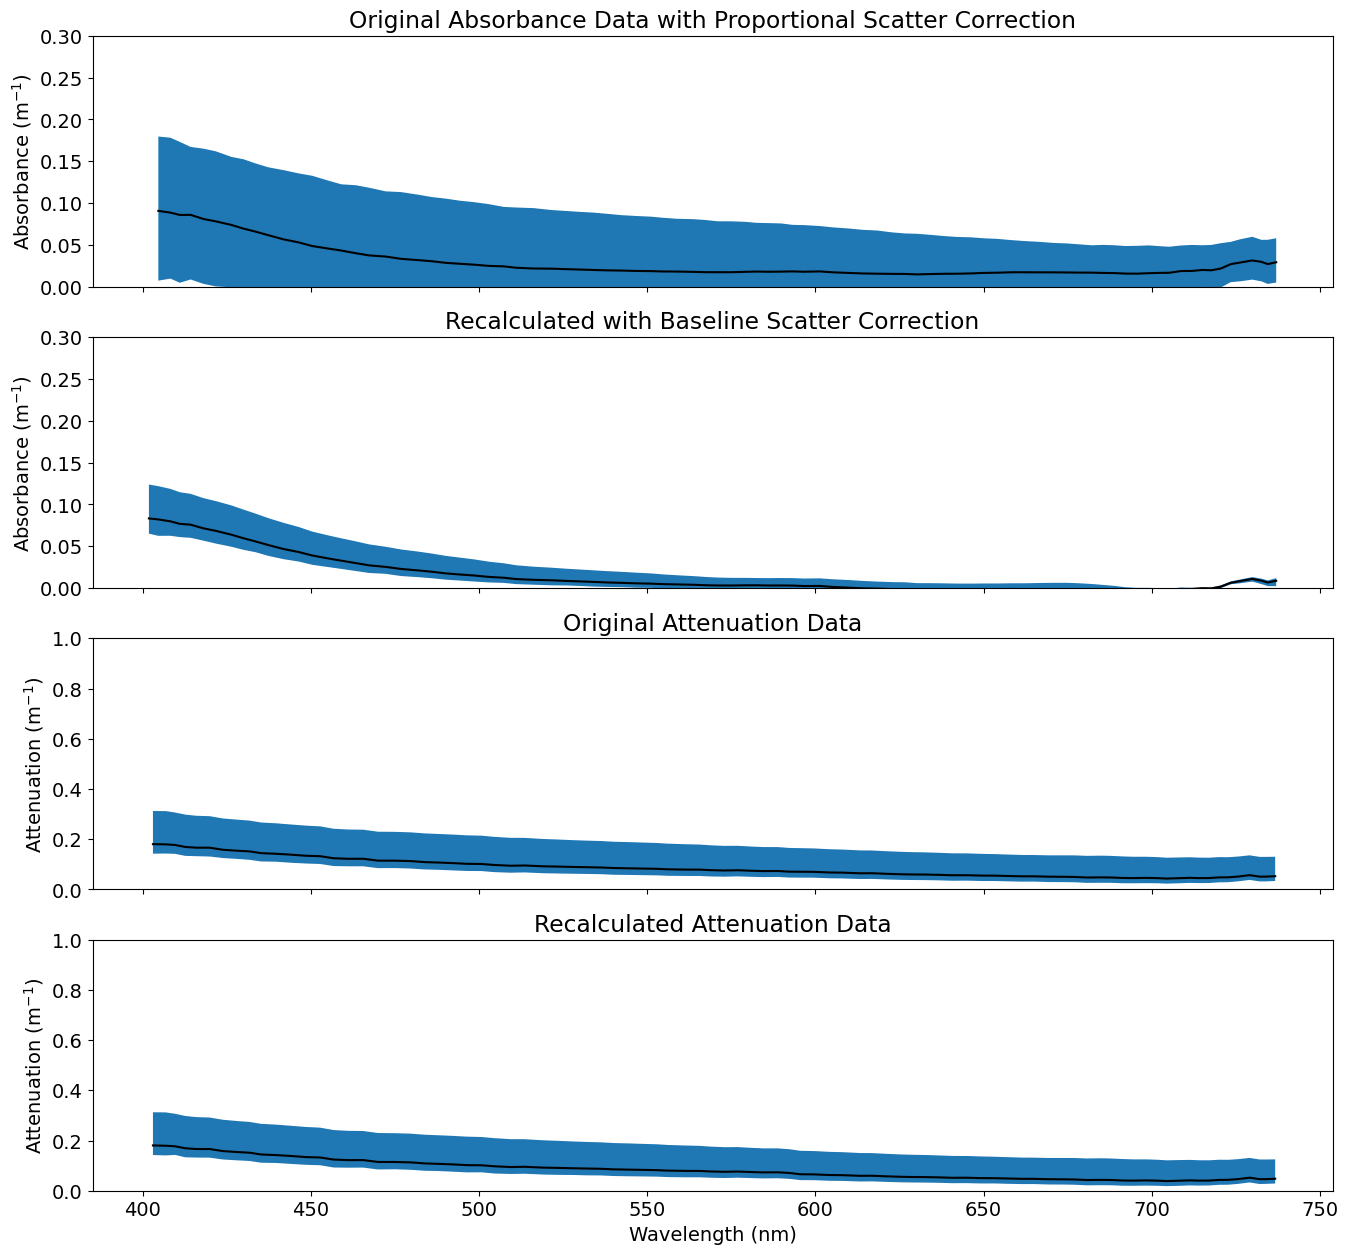 Original Absorbance Data with Proportional Scatter Correction
0.30
0.25
0.20
0.15
0.10
0.05
0.00
Absorbance (m⁻¹)
Recalculated with Baseline Scatter Correction
0.30
0.25
0.20
0.15
0.10
0.05
0.00
Absorbance (m⁻¹)
Original Attenuation Data
1.0
0.8
0.6
0.4
0.2
0.0
Attenuation (m⁻¹)
Recalculated Attenuation Data
1.0
0.8
0.6
0.4
0.2
0.0
Attenuation (m⁻¹)
400 450 500 550 600 650 700 750
Wavelength (nm)